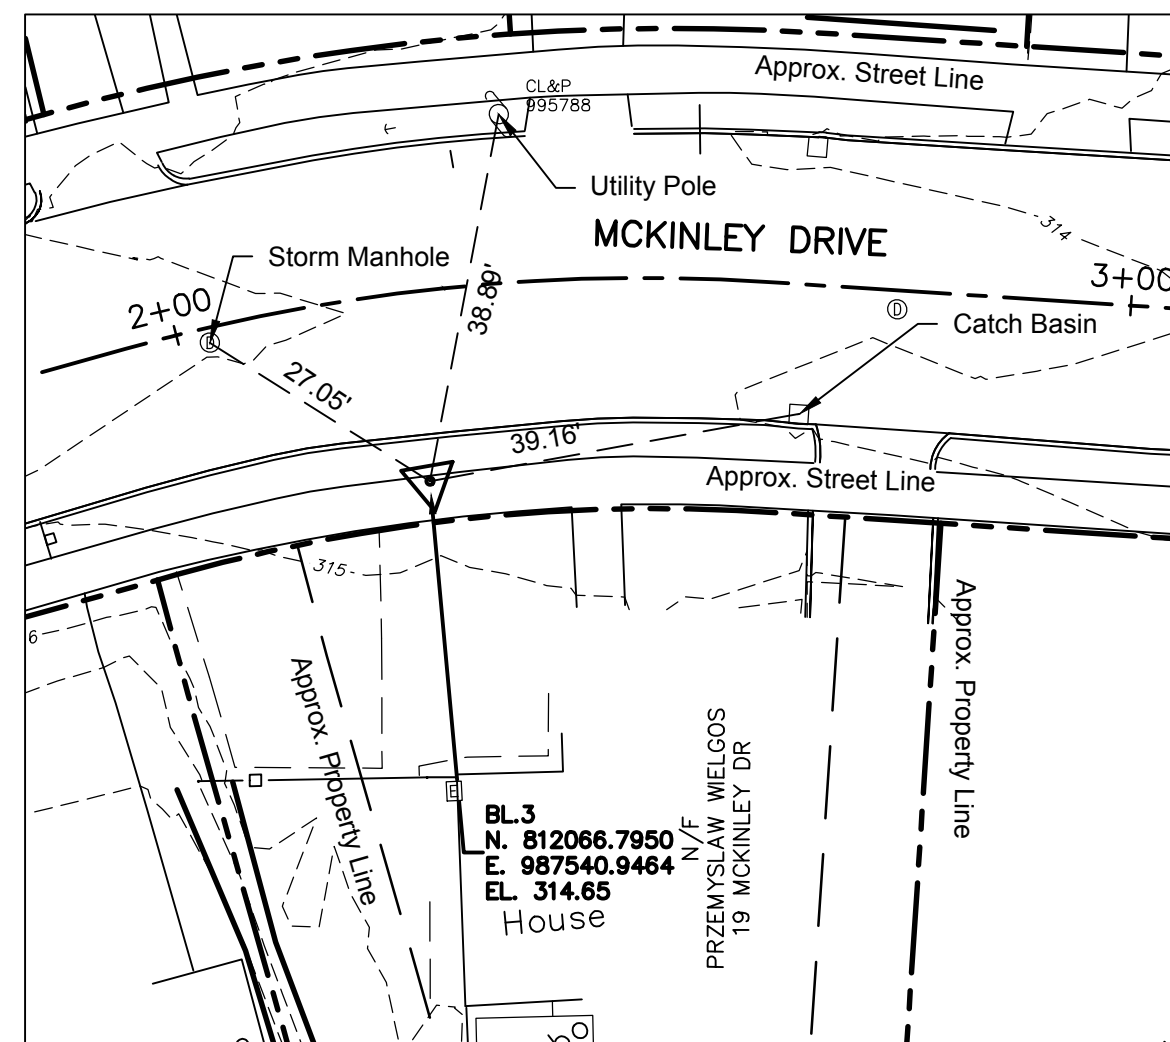 Approx. Street Line
CL&P
995788
Utility Pole
MCKINLEY DRIVE
314
Storm Manhole
3+00
2+00
D
D
38.89'
Catch Basin
27.05'
39.16'
Approx. Street Line
315
6
Approx. Property Line
Approx. Property Line
E
BL.3
N. 812066.7950
E. 987540.9464
EL. 314.65
House
N/F
PRZEMYSLAW WIELGOS
19 MCKINLEY DR